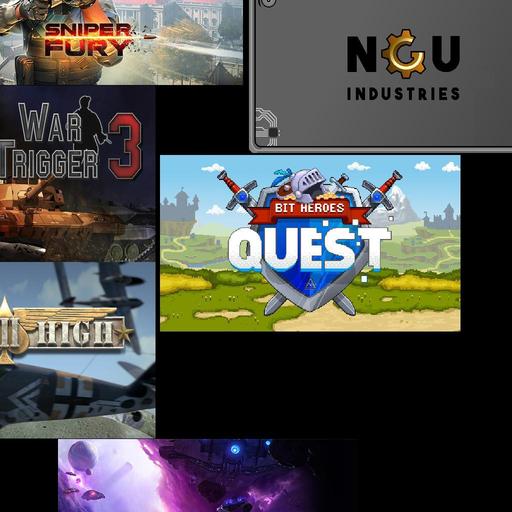 SNIPER
FURY
NGU
INDUSTRIES
WAR
TRIGGER 3
BIT HEROES
QUEST
HIGH